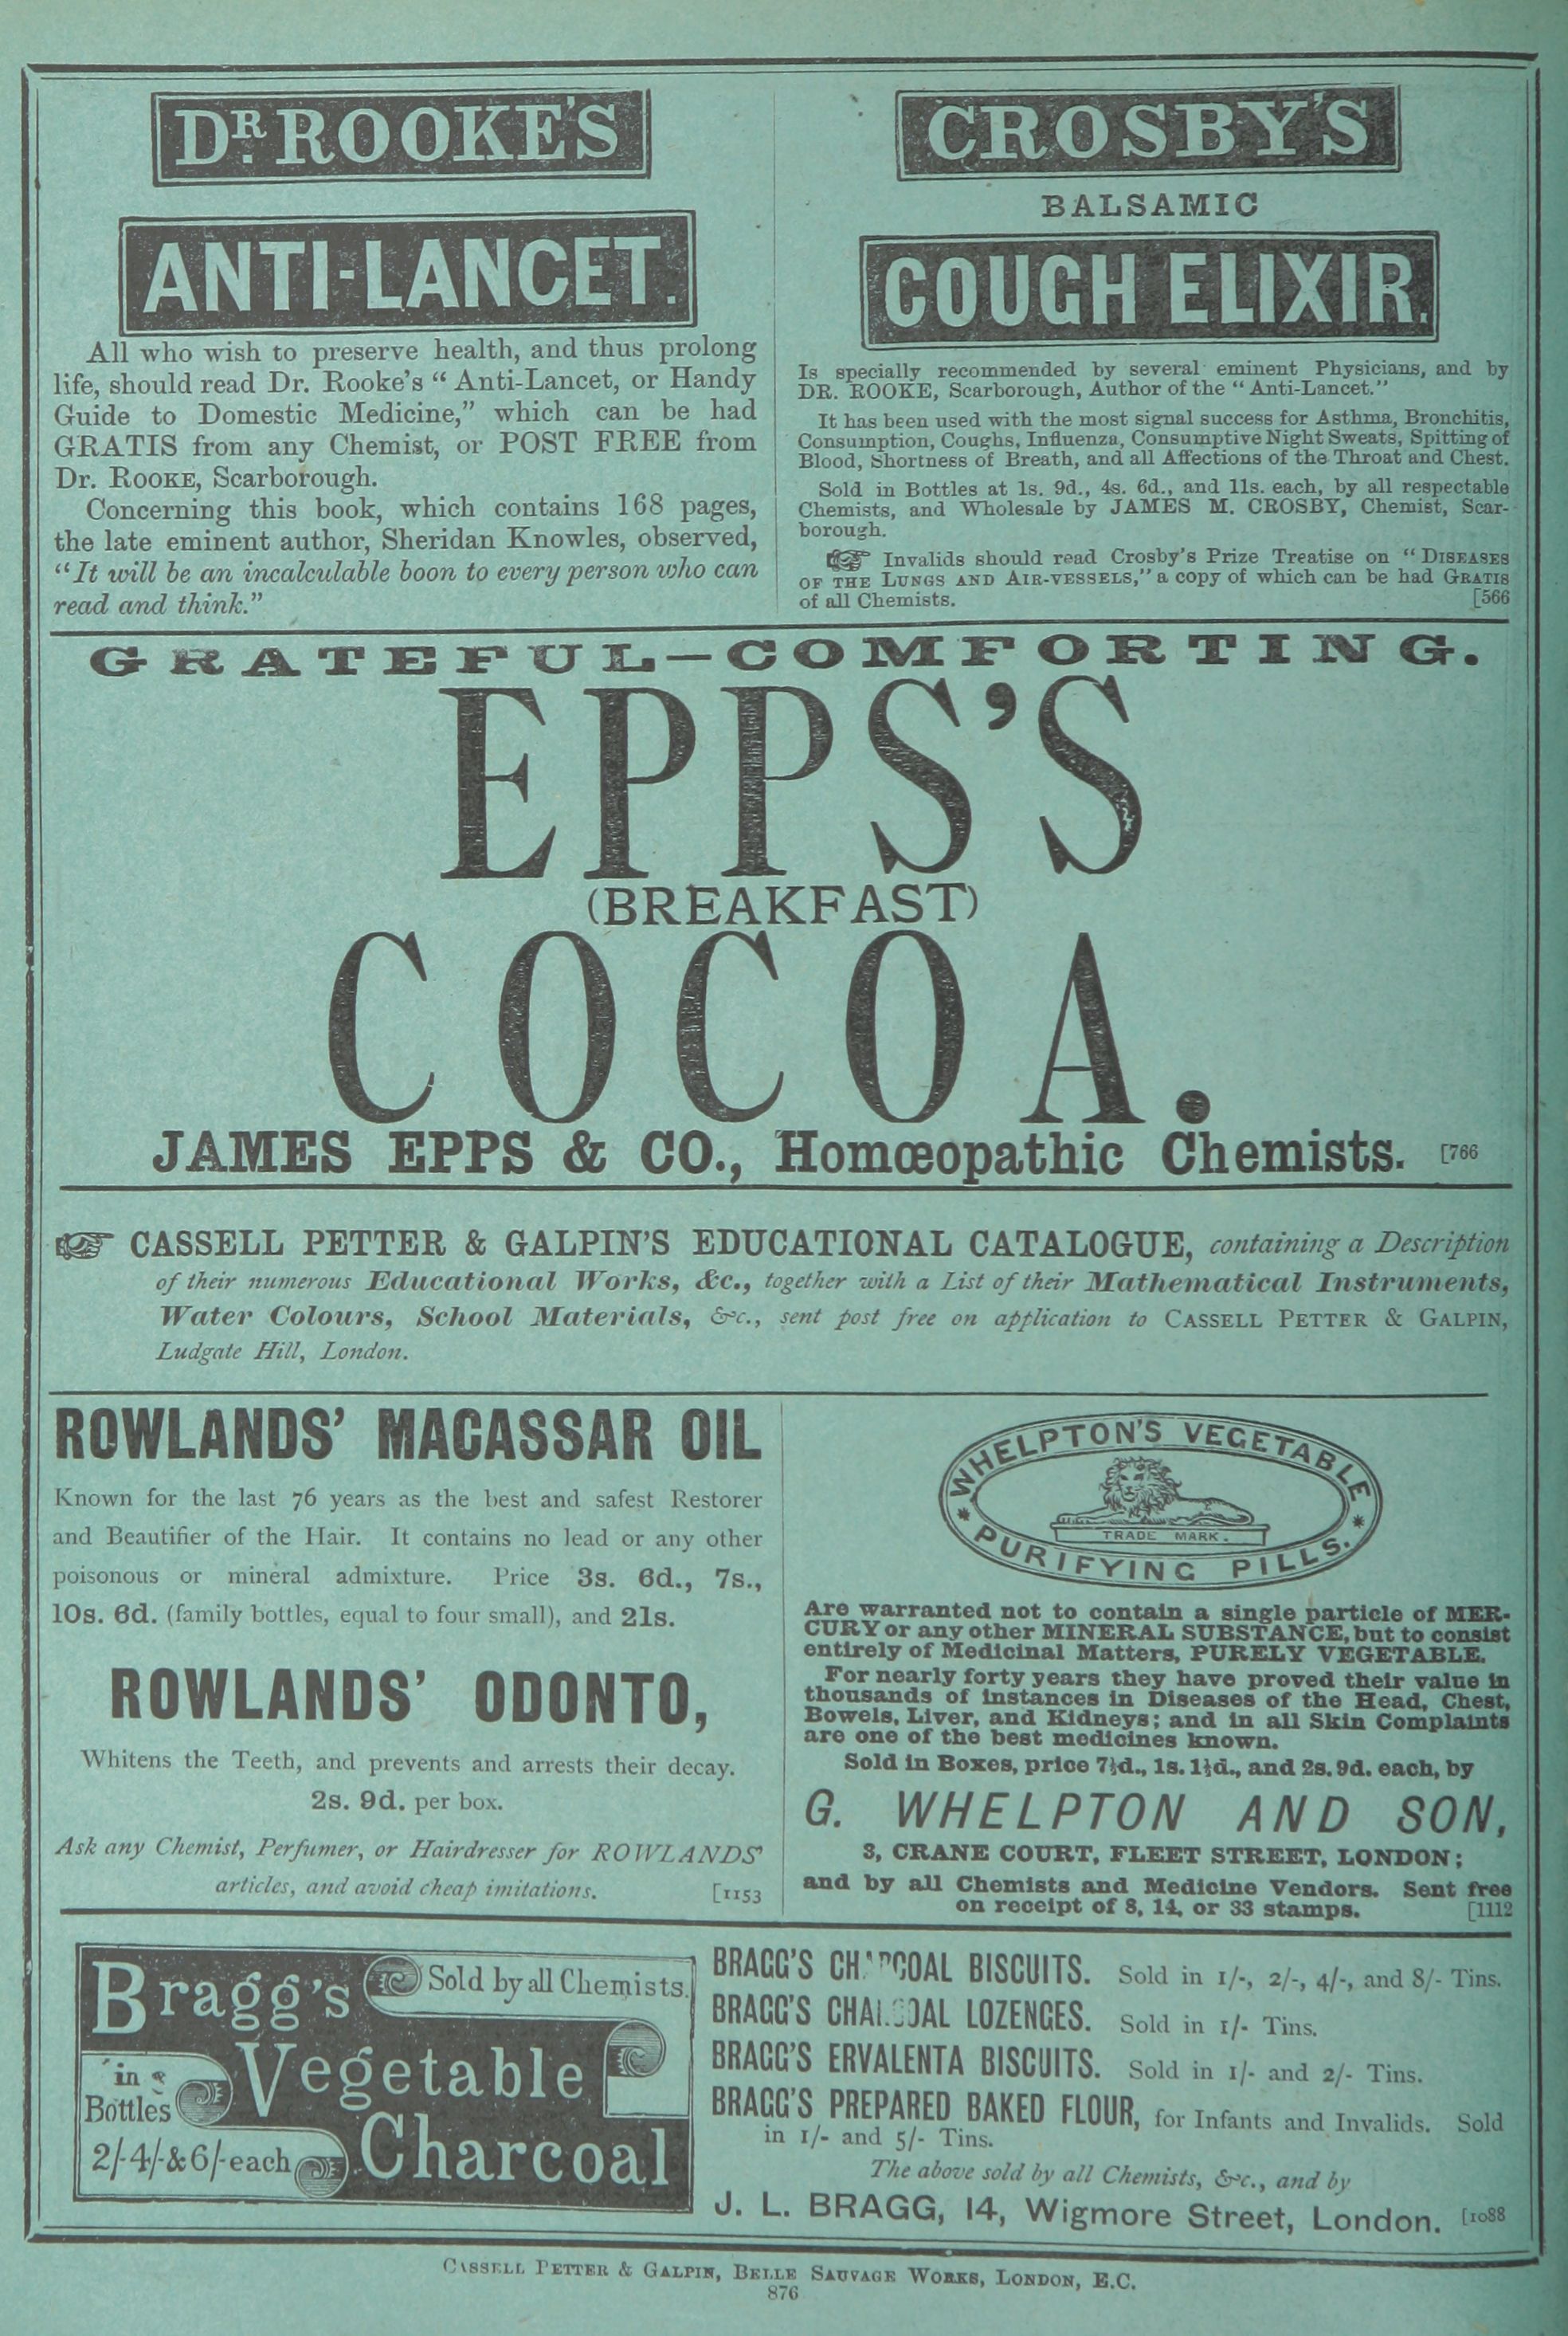 DR. ROOKE'S
ANTI-LANCET.
All who wish to preserve health, and thus prolong
life, should read Dr. Rooke's “Anti-Lancet, or Handy
Guide to Domestic Medicine,” which can be had
GRATIS from any Chemist, or POST FREE from
Dr. ROOKE, Scarborough.
Concerning this book, which contains 168 pages,
the late eminent author, Sheridan Knowles, observed,
“It will be an incalculable boon to every person who can
read and think.”
CROSBY'S
BALSAMIC
COUGH ELIXIR.
Is specially recommended by several eminent Physicians, and by
DR. ROOKE, Scarborough, Author of the “Anti-Lancet.”
It has been used with the most signal success for Asthma, Bronchitis,
Consumption, Coughs, Influenza, Consumptive Night Sweats, Spitting of
Blood, Shortness of Breath, and all Affections of the Throat and Chest.
Sold in Bottles at 1s. 9d., 4s. 6d., and 11s. each, by all respectable
Chemists, and Wholesale by JAMES M. CROSBY, Chemist, Scar-
borough.
☞ Invalids should read Crosby's Prize Treatise on “DISEASES
OF THE LUNGS AND AIR-VESSELS,” a copy of which can be had GRATIS
of all Chemists. [566
GRATEFUL—COMFORTING.
EPPS'S
(BREAKFAST)
COCOA.
JAMES EPPS & CO., Homœopathic Chemists. [766
☞ CASSELL PETTER & GALPIN'S EDUCATIONAL CATALOGUE, containing a Description
of their numerous Educational Works, &c., together with a List of their Mathematical Instruments,
Water Colours, School Materials, &c., sent post free on application to CASSELL PETTER & GALPIN,
Ludgate Hill, London.
ROWLANDS' MACASSAR OIL
Known for the last 76 years as the best and safest Restorer
and Beautifier of the Hair. It contains no lead or any other
poisonous or mineral admixture. Price 3s. 6d., 7s.,
10s. 6d. (family bottles, equal to four small), and 21s.
ROWLANDS' ODONTO,
Whitens the Teeth, and prevents and arrests their decay.
2s. 9d. per box.
Ask any Chemist, Perfumer, or Hairdresser for ROWLANDS'
articles, and avoid cheap imitations. [1153
WHELPTON'S VEGETABLE
TRADE MARK.
PURIFYING PILLS.
Are warranted not to contain a single particle of MER-
CURY or any other MINERAL SUBSTANCE, but to consist
entirely of Medicinal Matters, PURELY VEGETABLE.
For nearly forty years they have proved their value in
thousands of instances in Diseases of the Head, Chest,
Bowels, Liver, and Kidneys; and in all Skin Complaints
are one of the best medicines known.
Sold in Boxes, price 7½d., 1s. 1½d., and 2s. 9d. each, by
G. WHELPTON AND SON,
3, CRANE COURT, FLEET STREET, LONDON;
and by all Chemists and Medicine Vendors. Sent free
on receipt of 8, 14, or 33 stamps. [1112
Bragg's
Sold by all Chemists.
Vegetable
in
Bottles
Charcoal
2/-4/-&6/-each
BRAGG'S CHARCOAL BISCUITS. Sold in 1/-, 2/-, 4/-, and 8/- Tins.
BRAGG'S CHARCOAL LOZENGES. Sold in 1/- Tins.
BRAGG'S ERVALENTA BISCUITS. Sold in 1/- and 2/- Tins.
BRAGG'S PREPARED BAKED FLOUR, for Infants and Invalids. Sold
in 1/- and 5/- Tins.
The above sold by all Chemists, &c., and by
J. L. BRAGG, 14, Wigmore Street, London. [1088
CASSELL PETTER & GALPIN, BELLE SAUVAGE WORKS, LONDON, E.C.
876